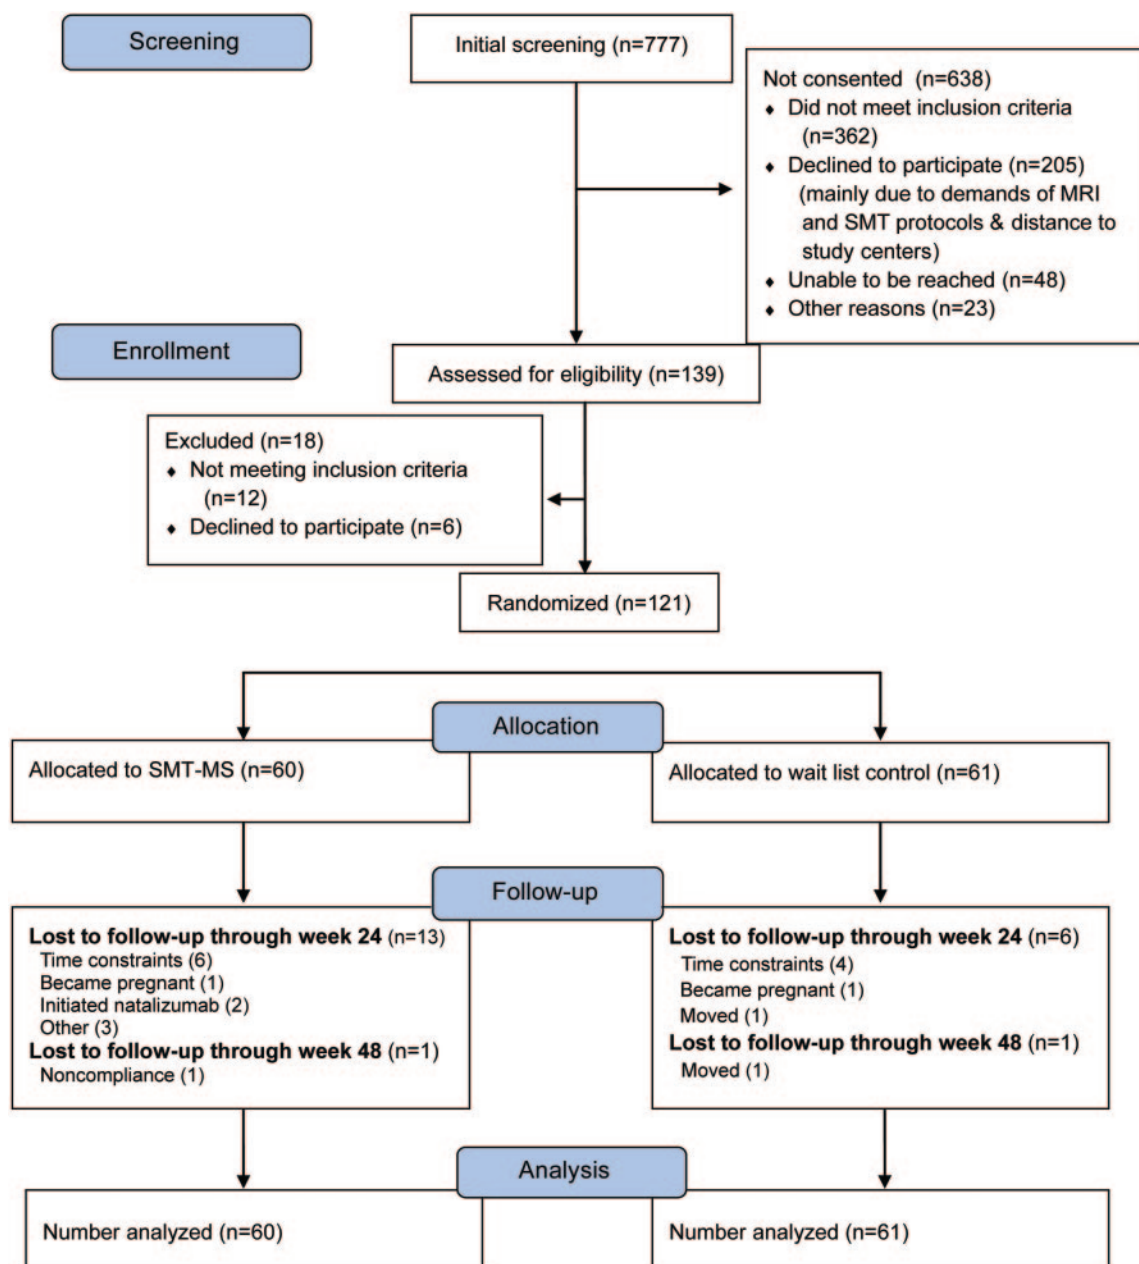 Screening
Initial screening (n=777)
Not consented (n=638)
♦ Did not meet inclusion criteria
(n=362)
♦ Declined to participate (n=205)
(mainly due to demands of MRI
and SMT protocols & distance to
study centers)
♦ Unable to be reached (n=48)
♦ Other reasons (n=23)
Enrollment
Assessed for eligibility (n=139)
Excluded (n=18)
♦ Not meeting inclusion criteria
(n=12)
♦ Declined to participate (n=6)
Randomized (n=121)
Allocation
Allocated to SMT-MS (n=60)
Allocated to wait list control (n=61)
Follow-up
Lost to follow-up through week 24 (n=13)
Time constraints (6)
Became pregnant (1)
Initiated natalizumab (2)
Other (3)
Lost to follow-up through week 48 (n=1)
Noncompliance (1)
Lost to follow-up through week 24 (n=6)
Time constraints (4)
Became pregnant (1)
Moved (1)
Lost to follow-up through week 48 (n=1)
Moved (1)
Analysis
Number analyzed (n=60)
Number analyzed (n=61)